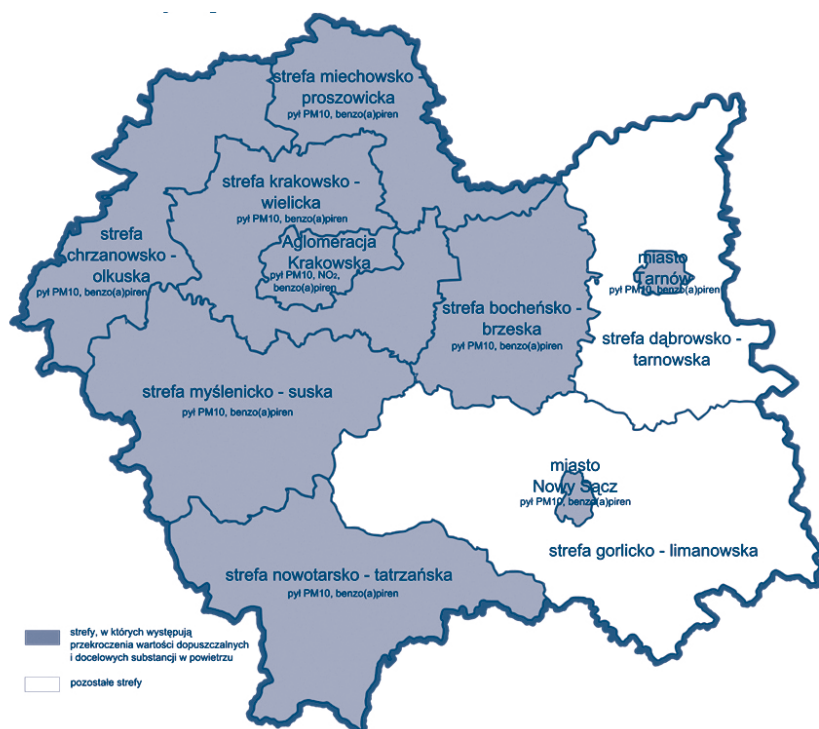 strefa miechowsko -
proszowicka
pył PM10, benzo(a)piren
strefa krakowsko -
wielicka
pył PM10, benzo(a)piren
Aglomeracja
Krakowska
pył PM10, NO₂,
benzo(a)piren
strefa
chrzanowsko -
olkuska
pył PM10, benzo(a)piren
miasto
Tarnów
pył PM10, benzo(a)piren
strefa bocheńsko -
brzeska
pył PM10, benzo(a)piren
strefa dąbrowsko -
tarnowska
strefa myślenicko - suska
pył PM10, benzo(a)piren
miasto
Nowy Sącz
pył PM10, benzo(a)piren
strefa gorlicko - limanowska
strefa nowotarsko - tatrzańska
pył PM10, benzo(a)piren
strefy, w których występują
przekroczenia wartości dopuszczalnych
i docelowych substancji w powietrzu
pozostałe strefy